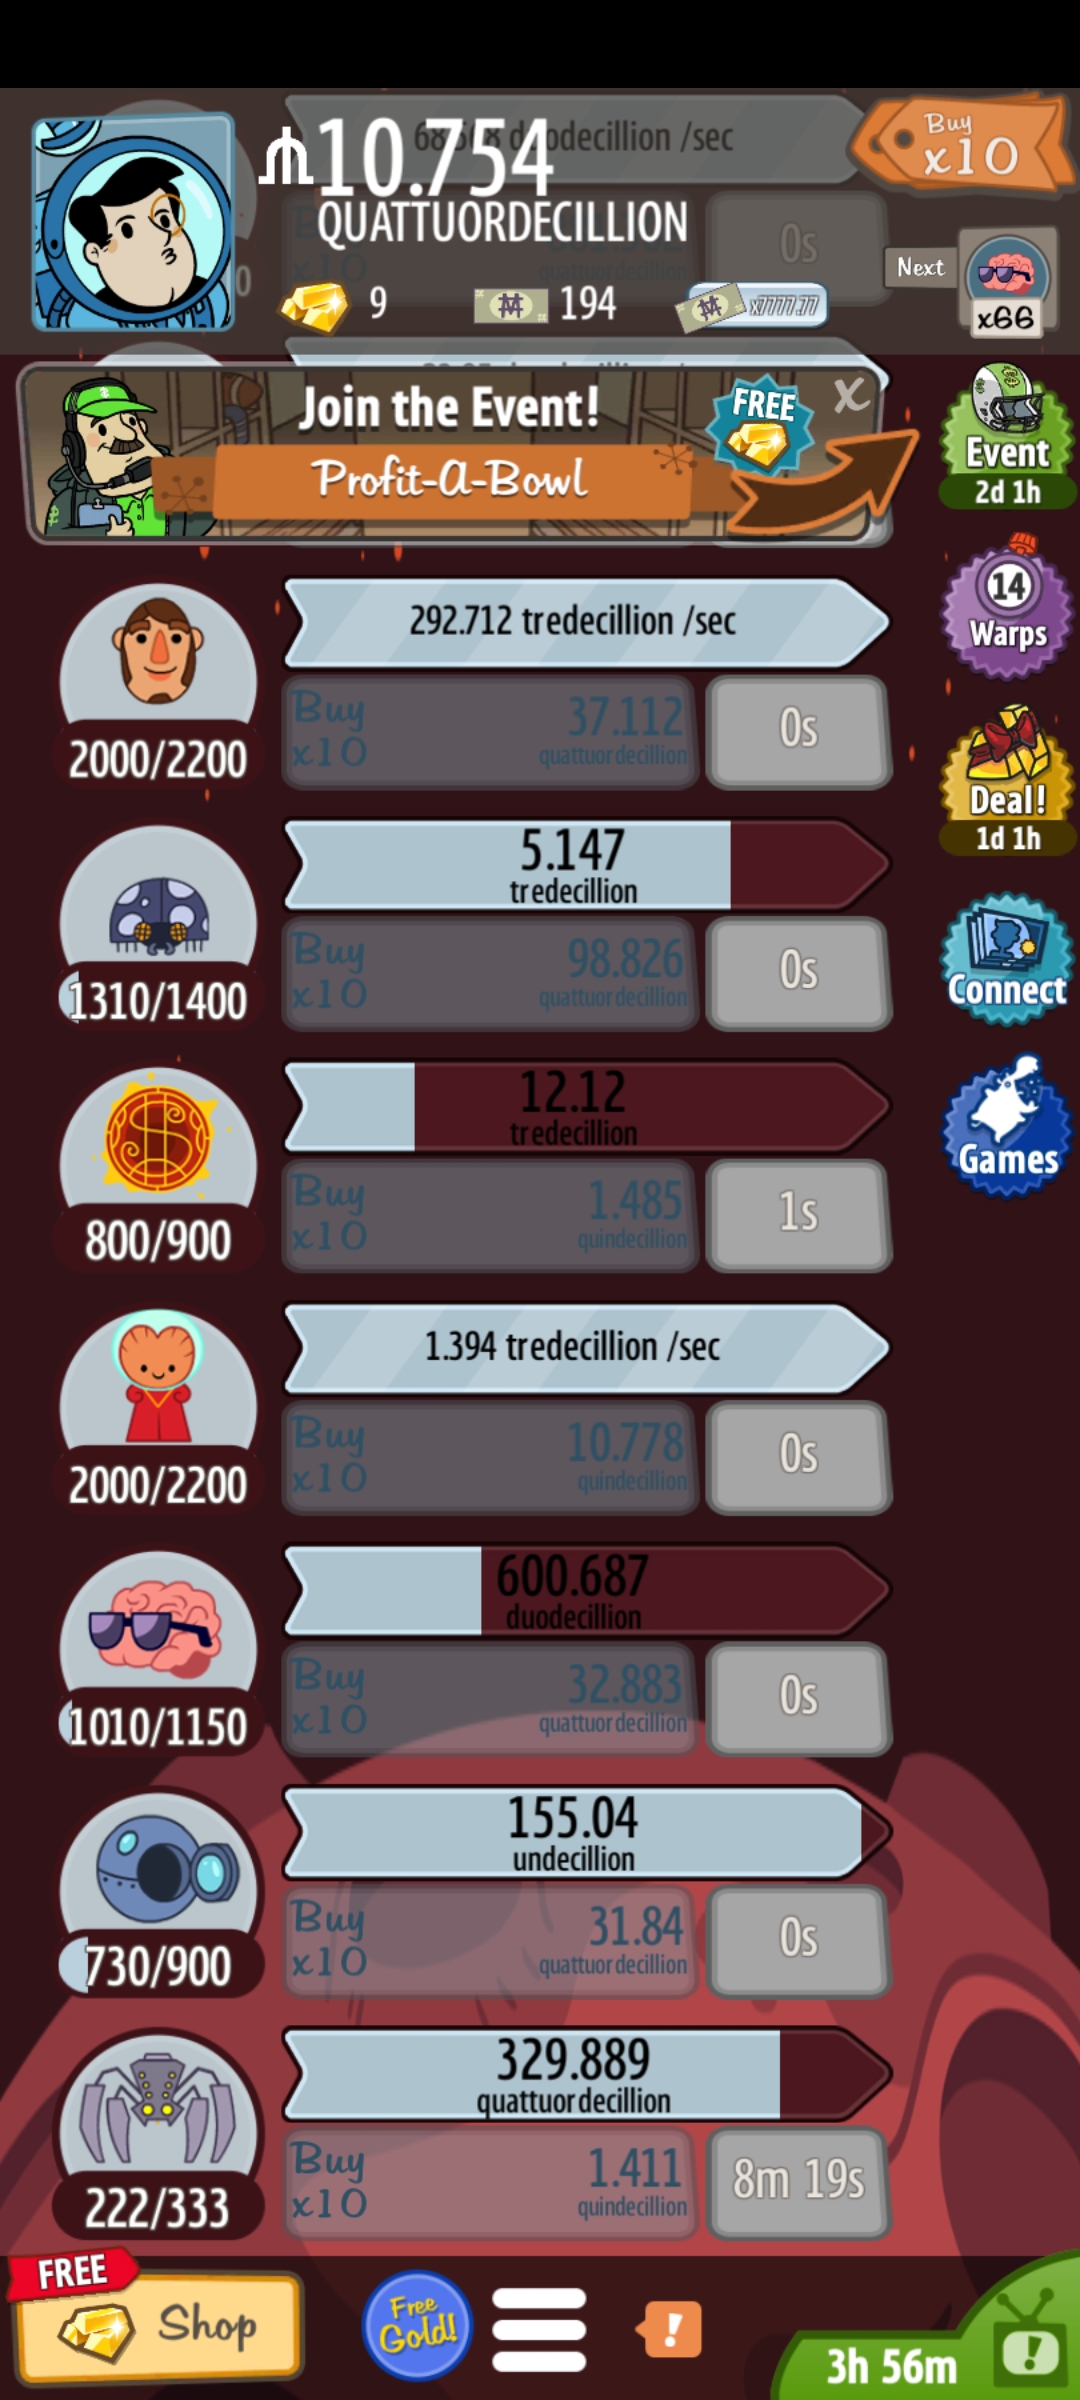 68.568 duodecillion /sec
10.754
QUATTUORDECILLION
Buy
x10
0s
9
194
x7777.77
Next
x66
Join the Event!
FREE
X
Profit-A-Bowl
Event
2d 1h
292.712 tredecillion /sec
14
Warps
Buy
x10
37.112
quattuordecillion
0s
2000/2200
Deal!
1d 1h
5.147
tredecillion
Buy
x10
98.826
quattuordecillion
0s
1310/1400
Connect
12.12
tredecillion
Games
Buy
x10
1.485
quindecillion
1s
800/900
1.394 tredecillion /sec
Buy
x10
10.778
quindecillion
0s
2000/2200
600.687
duodecillion
Buy
x10
32.883
quattuordecillion
0s
1010/1150
155.04
undecillion
Buy
x10
31.84
quattuordecillion
0s
730/900
329.889
quattuordecillion
Buy
x10
1.411
quindecillion
8m 19s
222/333
FREE
Shop
Free
Gold!
!
3h 56m
!